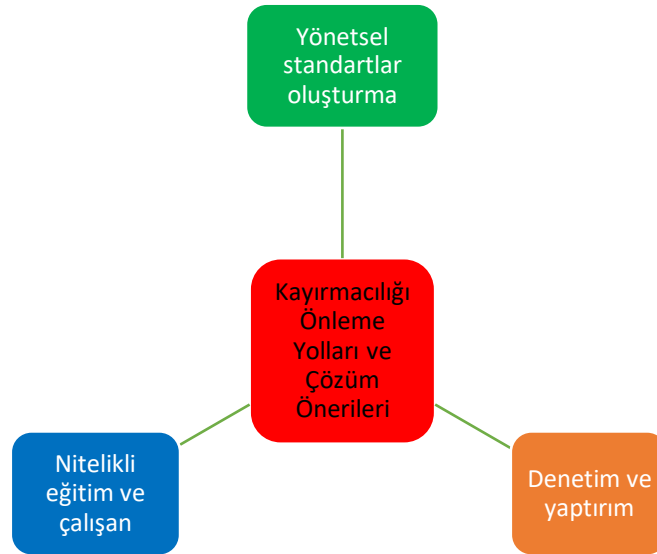 Yönetsel
standartlar
oluşturma
Kayırmacılığı
Önleme
Yolları ve
Çözüm
Önerileri
Nitelikli
eğitim ve
çalışan
Denetim ve
yaptırım